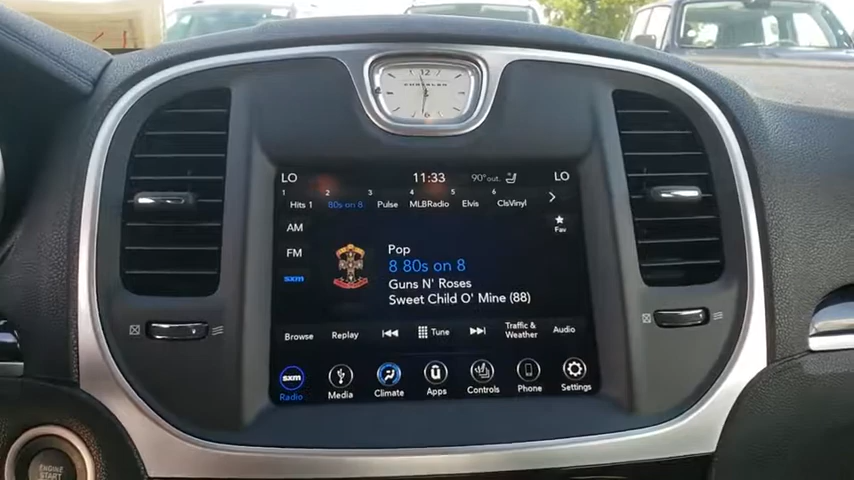 12
CHRYSLER
6
LO 11:33 90° out. LO
1 2 3 4 5 6
Hits 1 80s on 8 Pulse MLBRadio Elvis ClsVinyl
AM
FM
sxm
Fav
Pop
8 80s on 8
Guns N' Roses
Sweet Child O' Mine (88)
Browse Replay Tune Traffic & Weather Audio
sxm
Radio Media Climate Apps Controls Phone Settings
ENGINE
START